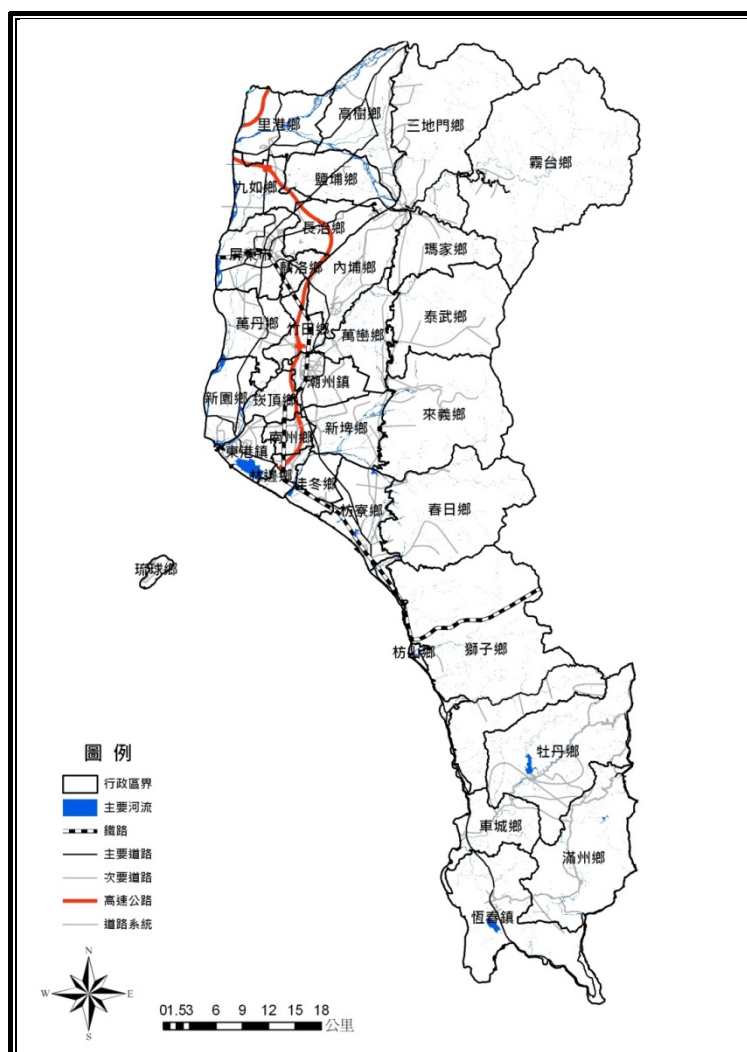 高樹鄉
里港鄉
三地門鄉
霧台鄉
鹽埔鄉
九如鄉
長治鄉
屏東市
瑪家鄉
麟洛鄉
內埔鄉
泰武鄉
萬丹鄉
竹田鄉
萬巒鄉
潮州鎮
新園鄉
崁頂鄉
來義鄉
新埤鄉
南州鄉
東港鎮
林邊鄉
佳冬鄉
枋寮鄉
春日鄉
琉球鄉
枋山鄉
獅子鄉
牡丹鄉
車城鄉
滿州鄉
恆春鎮
圖 例
行政區界
主要河流
鐵路
主要道路
次要道路
高速公路
道路系統
N
W
E
S
01.53 6 9 12 15 18
公里